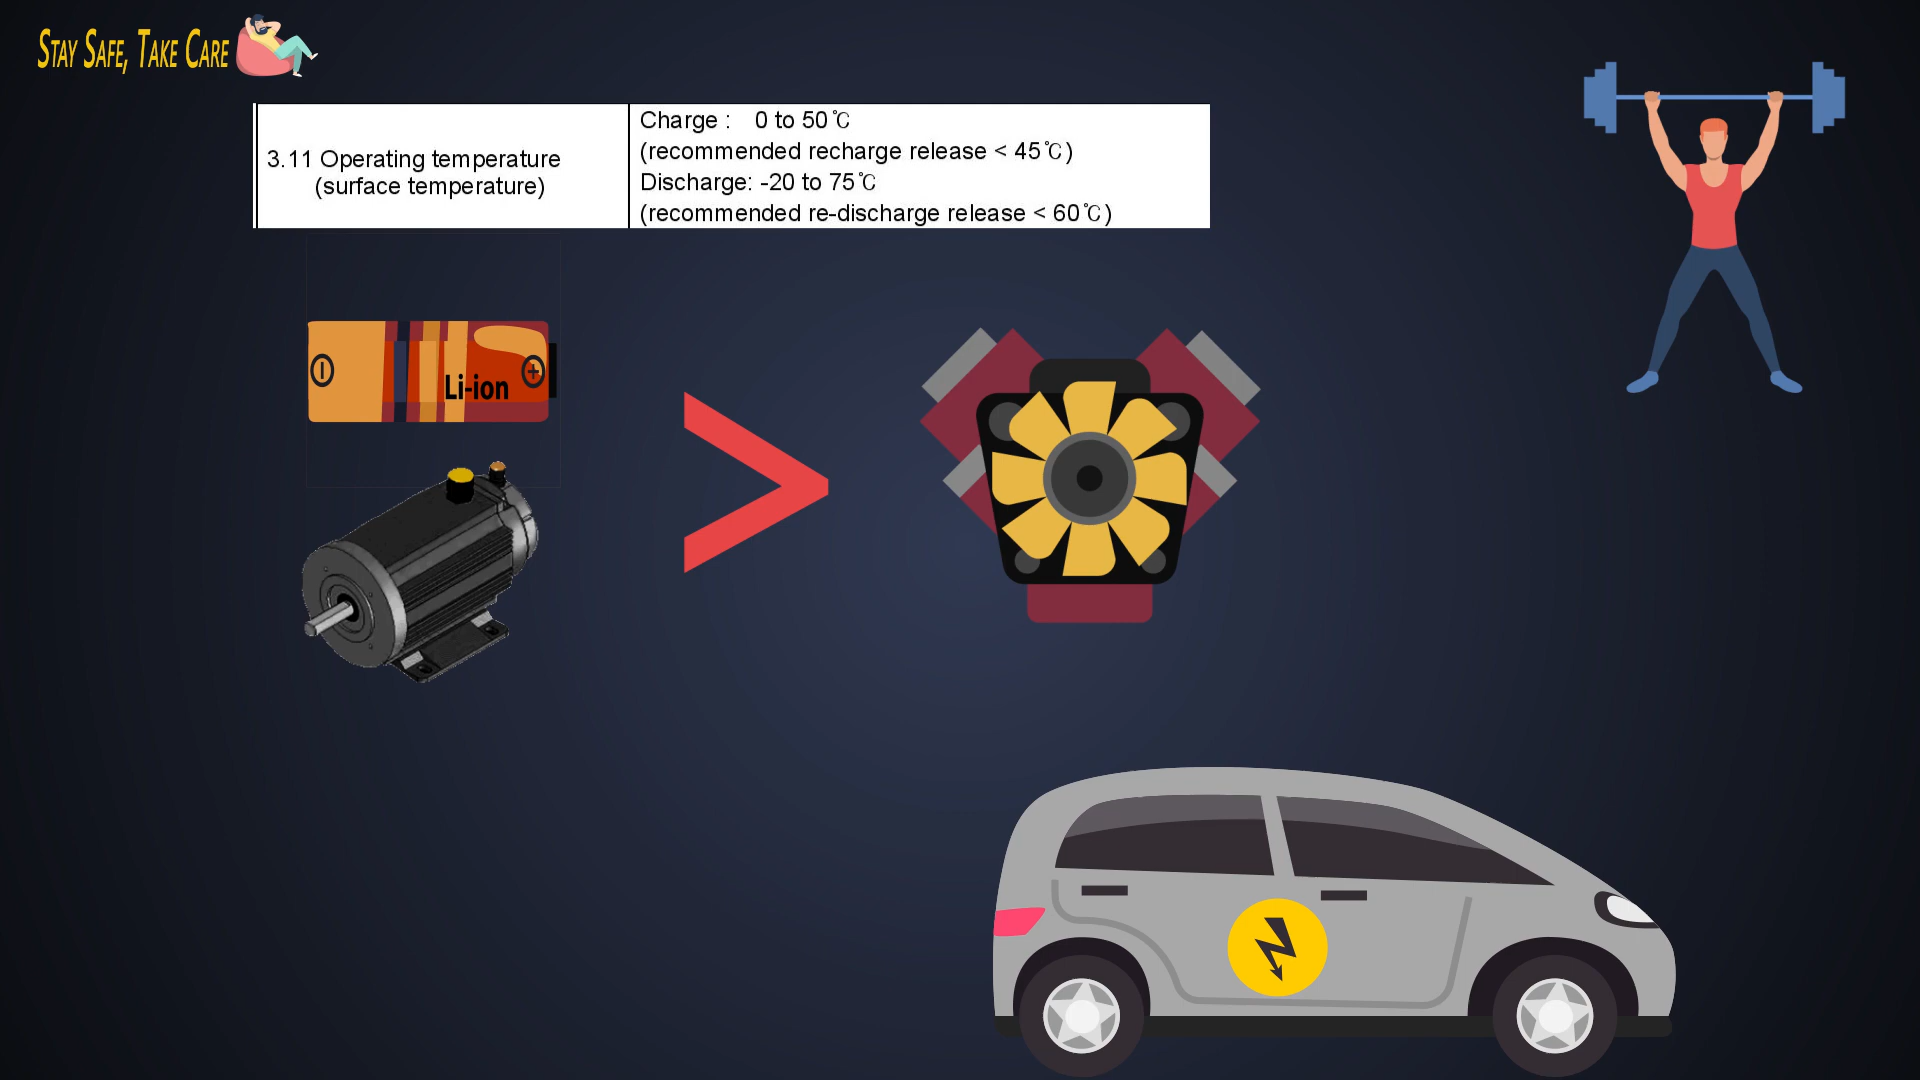 Stay Safe, Take Care
3.11 Operating temperature
(surface temperature)
Charge : 0 to 50℃
(recommended recharge release < 45℃)
Discharge: -20 to 75℃
(recommended re-discharge release < 60℃)
Li-ion